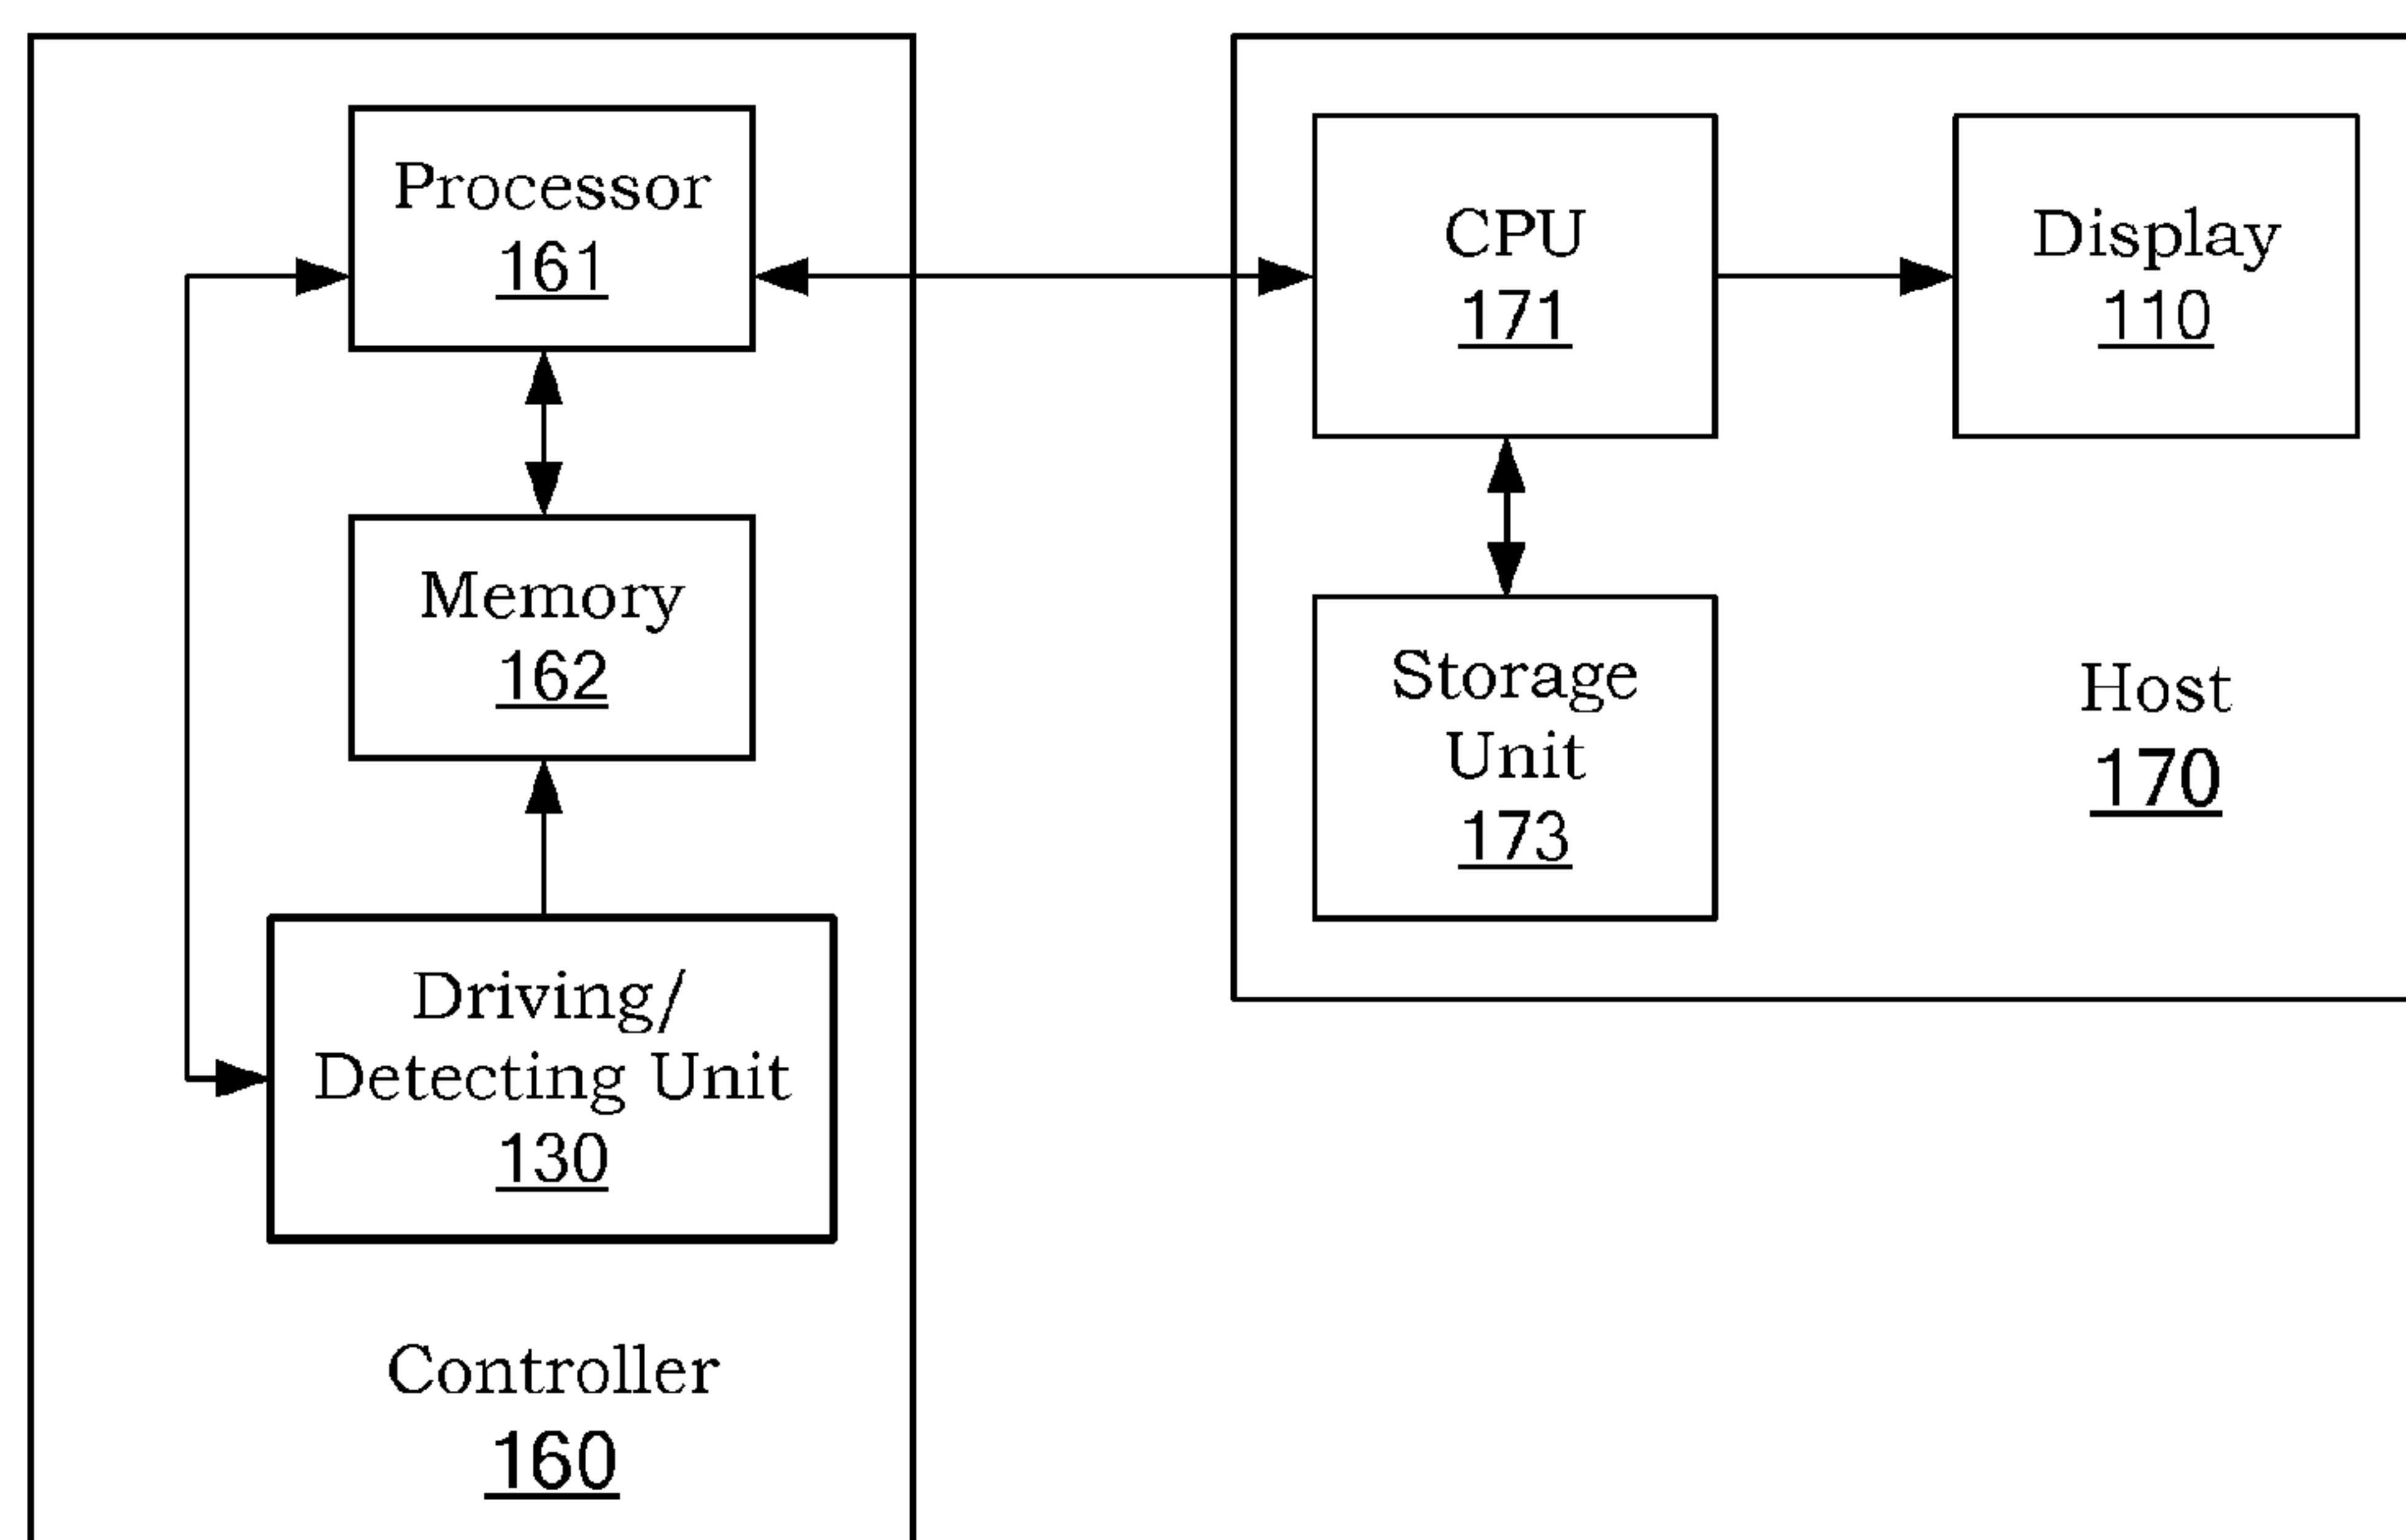 Processor
161
Memory
162
Driving/
Detecting Unit
130
Controller
160
CPU
171
Display
110
Storage
Unit
173
Host
170